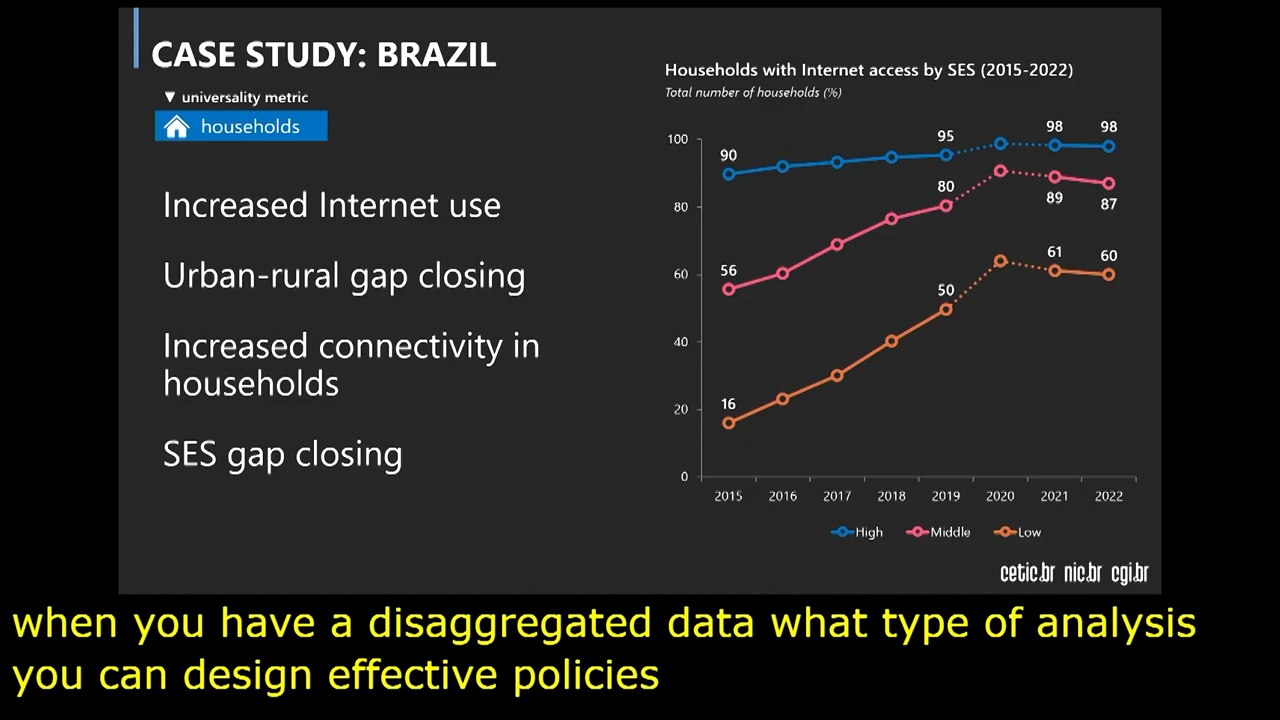 CASE STUDY: BRAZIL
▼ universality metric
households
Increased Internet use
Urban-rural gap closing
Increased connectivity in
households
SES gap closing
Households with Internet access by SES (2015-2022)
Total number of households (%)
100
80
60
40
20
0
90
95
98
98
56
80
89
87
16
50
61
60
2015 2016 2017 2018 2019 2020 2021 2022
High Middle Low
cetic.br nic.br cgi.br
when you have a disaggregated data what type of analysis
you can design effective policies